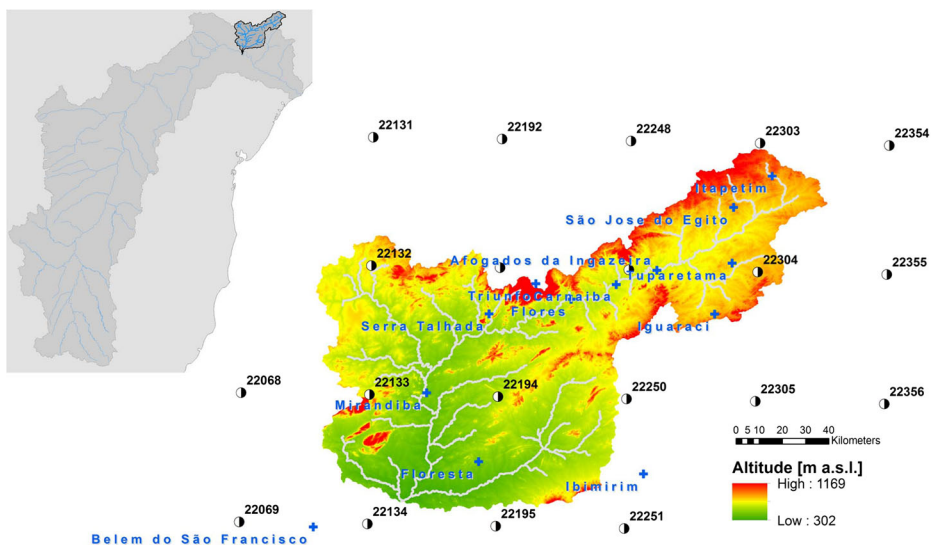 22131
22192
22248
22303
22354
Itapetim
São Jose do Egito
22132
Afogados da Ingazeira
22304
22355
Tuparetama
Triunfo
Carnaiba
Flores
Serra Talhada
Iguaraci
22068
22133
22194
22250
22305
22356
Mirandiba
0 5 10 20 30 40
Kilometers
Altitude [m a.s.l.]
High : 1169
Low : 302
Floresta
Ibimirim
22069
22134
22195
22251
Belem do São Francisco